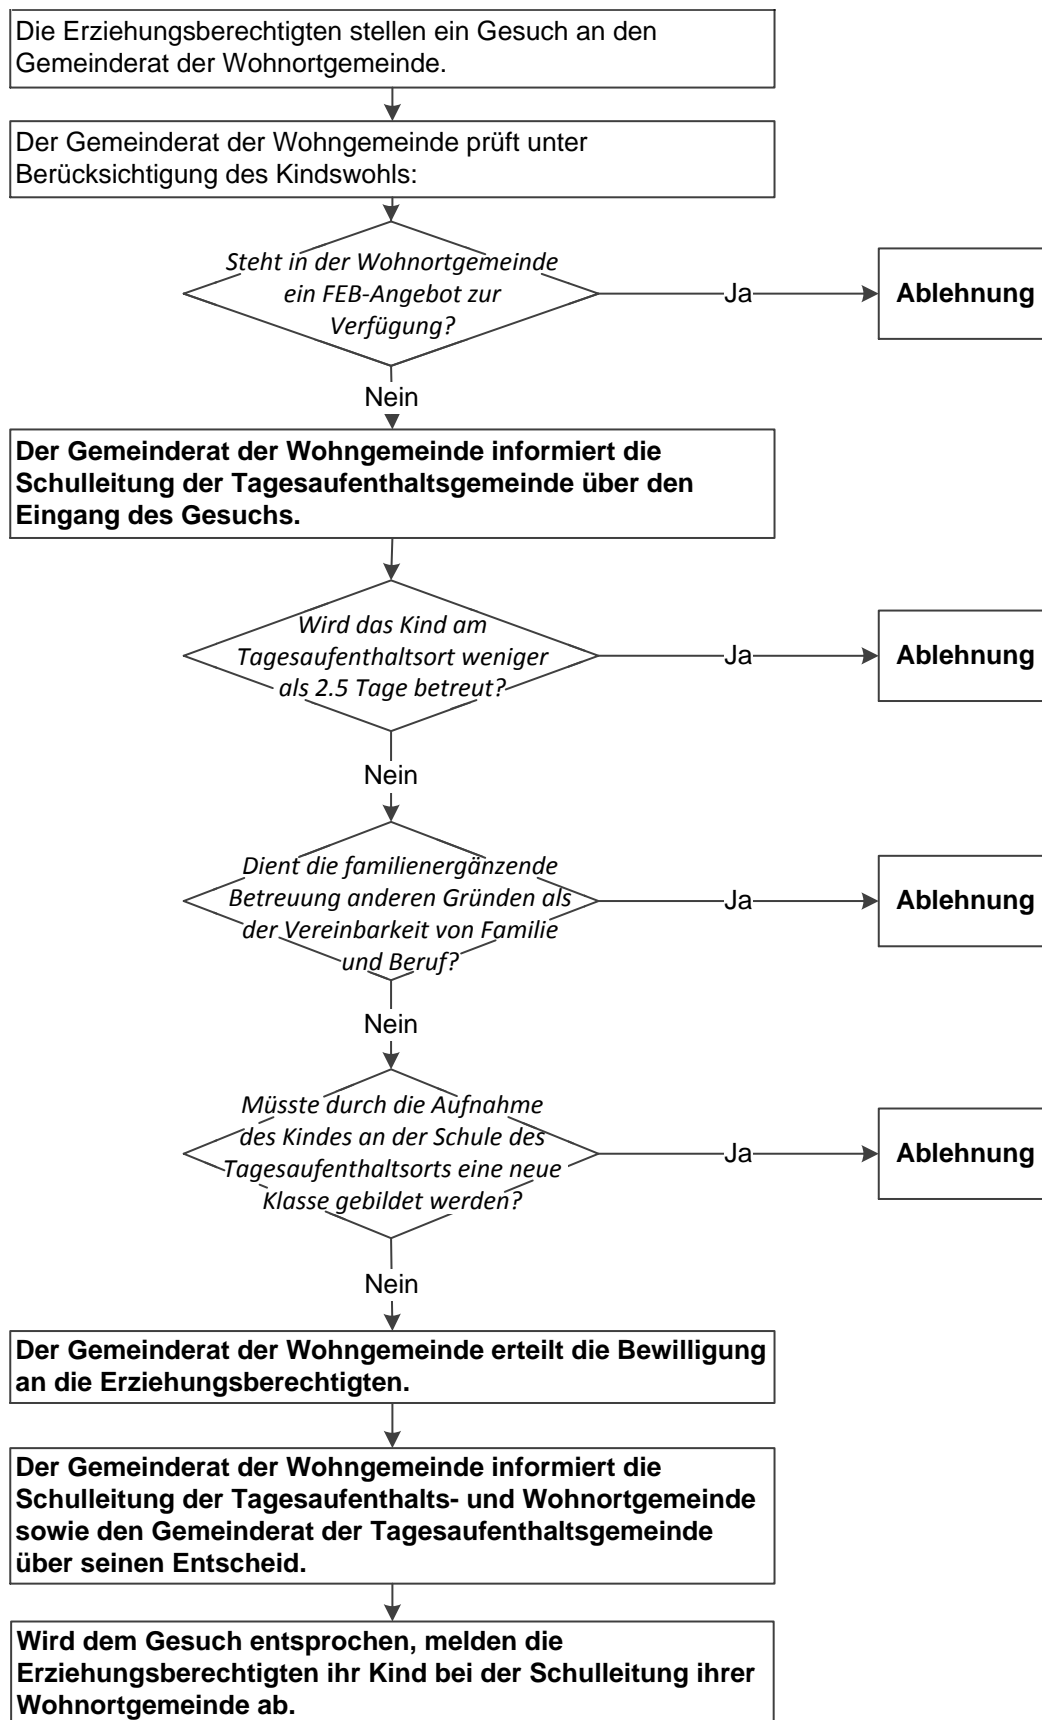 Die Erziehungsberechtigten stellen ein Gesuch an den
Gemeinderat der Wohnortgemeinde.
Der Gemeinderat der Wohngemeinde prüft unter
Berücksichtigung des Kindswohls:
Steht in der Wohnortgemeinde
ein FEB-Angebot zur
Verfügung?
Ja
Ablehnung
Nein
Der Gemeinderat der Wohngemeinde informiert die
Schulleitung der Tagesaufenthaltsgemeinde über den
Eingang des Gesuchs.
Wird das Kind am
Tagesaufenthaltsort weniger
als 2.5 Tage betreut?
Ja
Ablehnung
Nein
Dient die familienergänzende
Betreuung anderen Gründen als
der Vereinbarkeit von Familie
und Beruf?
Ja
Ablehnung
Nein
Müsste durch die Aufnahme
des Kindes an der Schule des
Tagesaufenthaltsorts eine neue
Klasse gebildet werden?
Ja
Ablehnung
Nein
Der Gemeinderat der Wohngemeinde erteilt die Bewilligung
an die Erziehungsberechtigten.
Der Gemeinderat der Wohngemeinde informiert die
Schulleitung der Tagesaufenthalts- und Wohnortgemeinde
sowie den Gemeinderat der Tagesaufenthaltsgemeinde
über seinen Entscheid.
Wird dem Gesuch entsprochen, melden die
Erziehungsberechtigten ihr Kind bei der Schulleitung ihrer
Wohnortgemeinde ab.